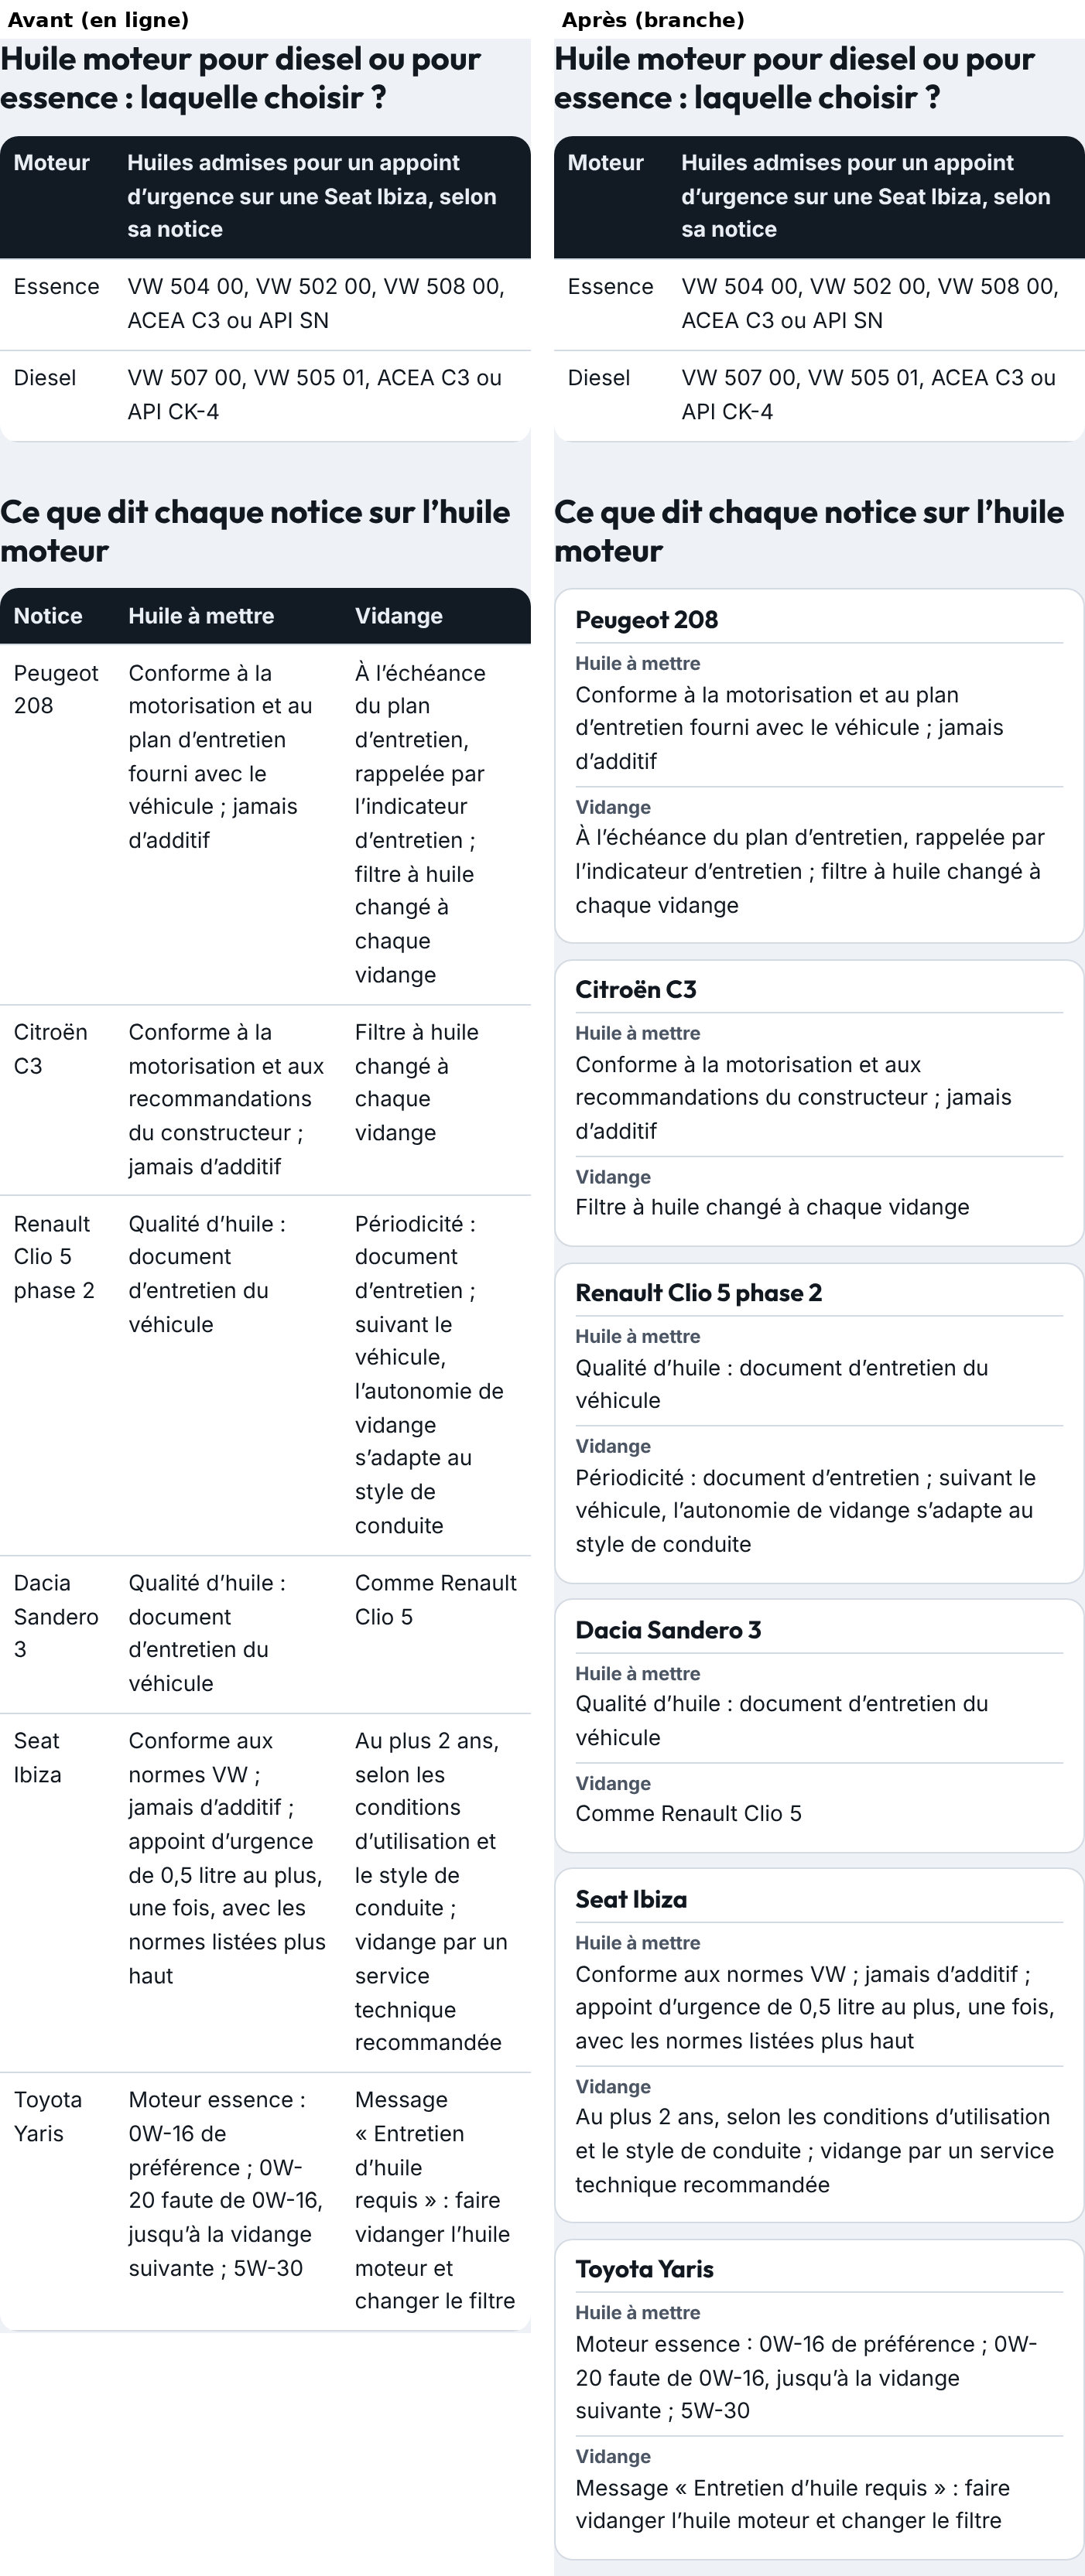 Avant (en ligne)
Huile moteur pour diesel ou pour
essence : laquelle choisir ?
Moteur
Huiles admises pour un appoint
d’urgence sur une Seat Ibiza, selon
sa notice
Essence
VW 504 00, VW 502 00, VW 508 00,
ACEA C3 ou API SN
Diesel
VW 507 00, VW 505 01, ACEA C3 ou
API CK-4
Ce que dit chaque notice sur l’huile
moteur
Notice
Huile à mettre
Vidange
Peugeot
208
Conforme à la
motorisation et au
plan d’entretien
fourni avec le
véhicule ; jamais
d’additif
À l’échéance
du plan
d’entretien,
rappelée par
l’indicateur
d’entretien ;
filtre à huile
changé à
chaque
vidange
Citroën
C3
Conforme à la
motorisation et aux
recommandations
du constructeur ;
jamais d’additif
Filtre à huile
changé à
chaque
vidange
Renault
Clio 5
phase 2
Qualité d’huile :
document
d’entretien du
véhicule
Périodicité :
document
d’entretien ;
suivant le
véhicule,
l’autonomie de
vidange
s’adapte au
style de
conduite
Dacia
Sandero
3
Qualité d’huile :
document
d’entretien du
véhicule
Comme Renault
Clio 5
Seat
Ibiza
Conforme aux
normes VW ;
jamais d’additif ;
appoint d’urgence
de 0,5 litre au plus,
une fois, avec les
normes listées plus
haut
Au plus 2 ans,
selon les
conditions
d’utilisation et
le style de
conduite ;
vidange par un
service
technique
recommandée
Toyota
Yaris
Moteur essence :
0W-16 de
préférence ; 0W-
20 faute de 0W-16,
jusqu’à la vidange
suivante ; 5W-30
Message
« Entretien
d’huile
requis » : faire
vidanger l’huile
moteur et
changer le filtre
Après (branche)
Huile moteur pour diesel ou pour
essence : laquelle choisir ?
Moteur
Huiles admises pour un appoint
d’urgence sur une Seat Ibiza, selon
sa notice
Essence
VW 504 00, VW 502 00, VW 508 00,
ACEA C3 ou API SN
Diesel
VW 507 00, VW 505 01, ACEA C3 ou
API CK-4
Ce que dit chaque notice sur l’huile
moteur
Peugeot 208
Huile à mettre
Conforme à la motorisation et au plan
d’entretien fourni avec le véhicule ; jamais
d’additif
Vidange
À l’échéance du plan d’entretien, rappelée par
l’indicateur d’entretien ; filtre à huile changé à
chaque vidange
Citroën C3
Huile à mettre
Conforme à la motorisation et aux
recommandations du constructeur ; jamais
d’additif
Vidange
Filtre à huile changé à chaque vidange
Renault Clio 5 phase 2
Huile à mettre
Qualité d’huile : document d’entretien du
véhicule
Vidange
Périodicité : document d’entretien ; suivant le
véhicule, l’autonomie de vidange s’adapte au
style de conduite
Dacia Sandero 3
Huile à mettre
Qualité d’huile : document d’entretien du
véhicule
Vidange
Comme Renault Clio 5
Seat Ibiza
Huile à mettre
Conforme aux normes VW ; jamais d’additif ;
appoint d’urgence de 0,5 litre au plus, une fois,
avec les normes listées plus haut
Vidange
Au plus 2 ans, selon les conditions d’utilisation
et le style de conduite ; vidange par un service
technique recommandée
Toyota Yaris
Huile à mettre
Moteur essence : 0W-16 de préférence ; 0W-
20 faute de 0W-16, jusqu’à la vidange
suivante ; 5W-30
Vidange
Message « Entretien d’huile requis » : faire
vidanger l’huile moteur et changer le filtre